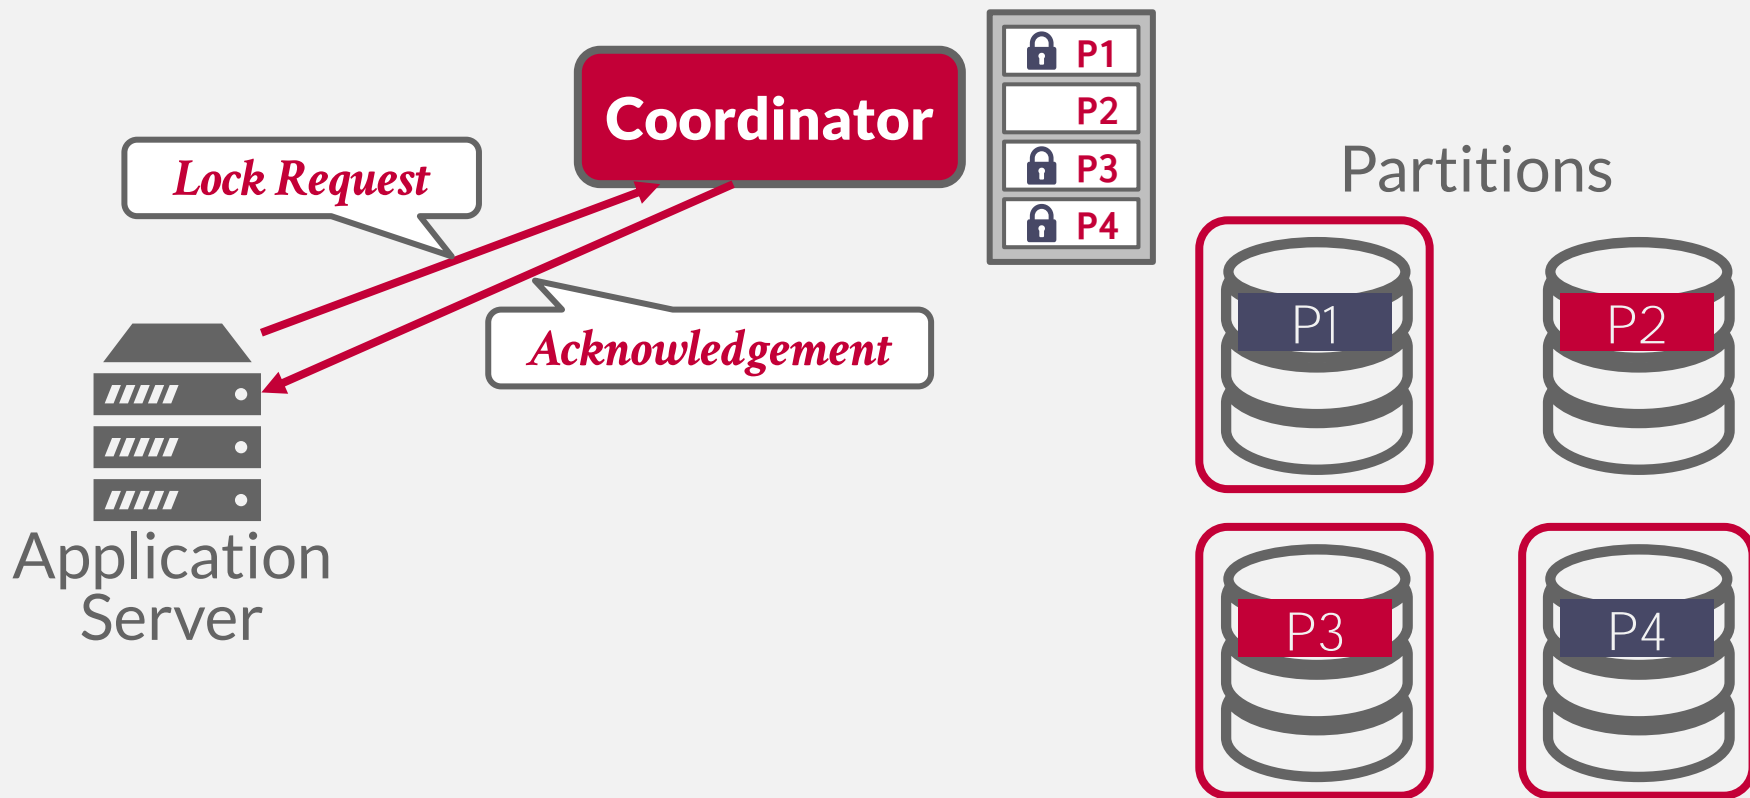 Coordinator
P1
P2
P3
P4
Lock Request
Acknowledgement
Application
Server
Partitions
P1
P2
P3
P4